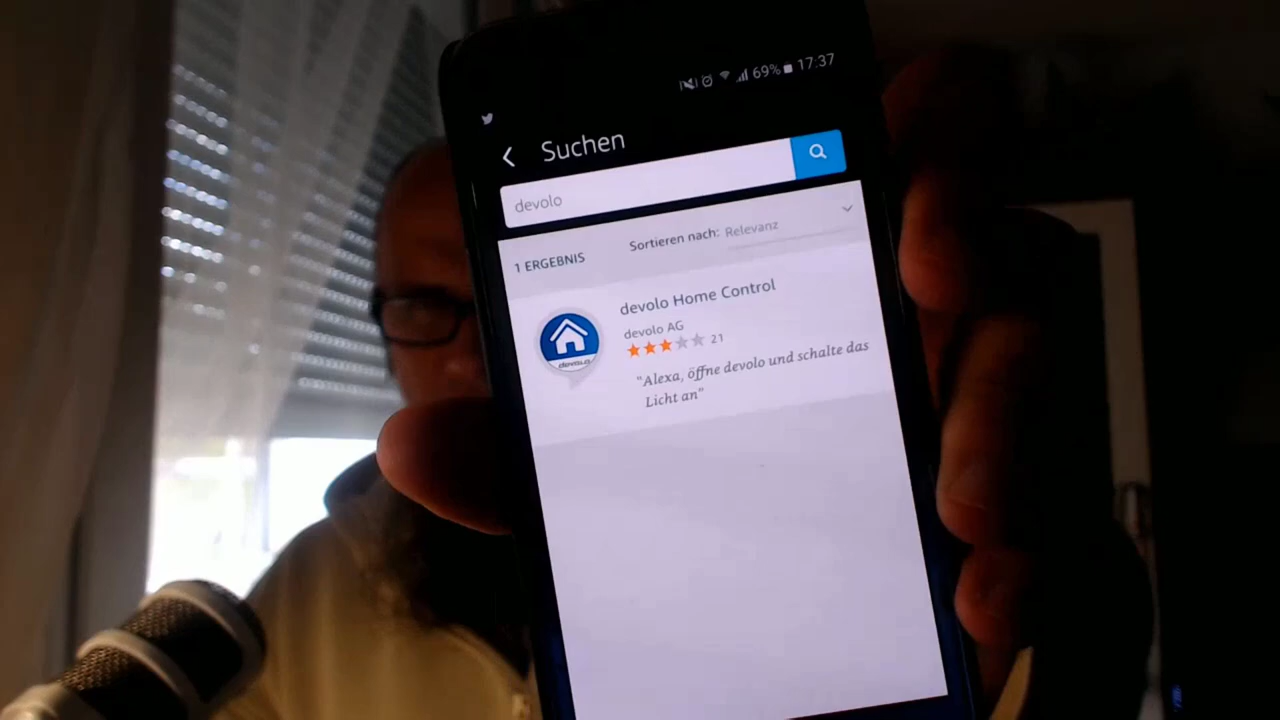 69% 17:37
Suchen
devolo
1 ERGEBNIS Sortieren nach: Relevanz
devolo Home Control
devolo AG
21
devolo
"Alexa, öffne devolo und schalte das
Licht an"